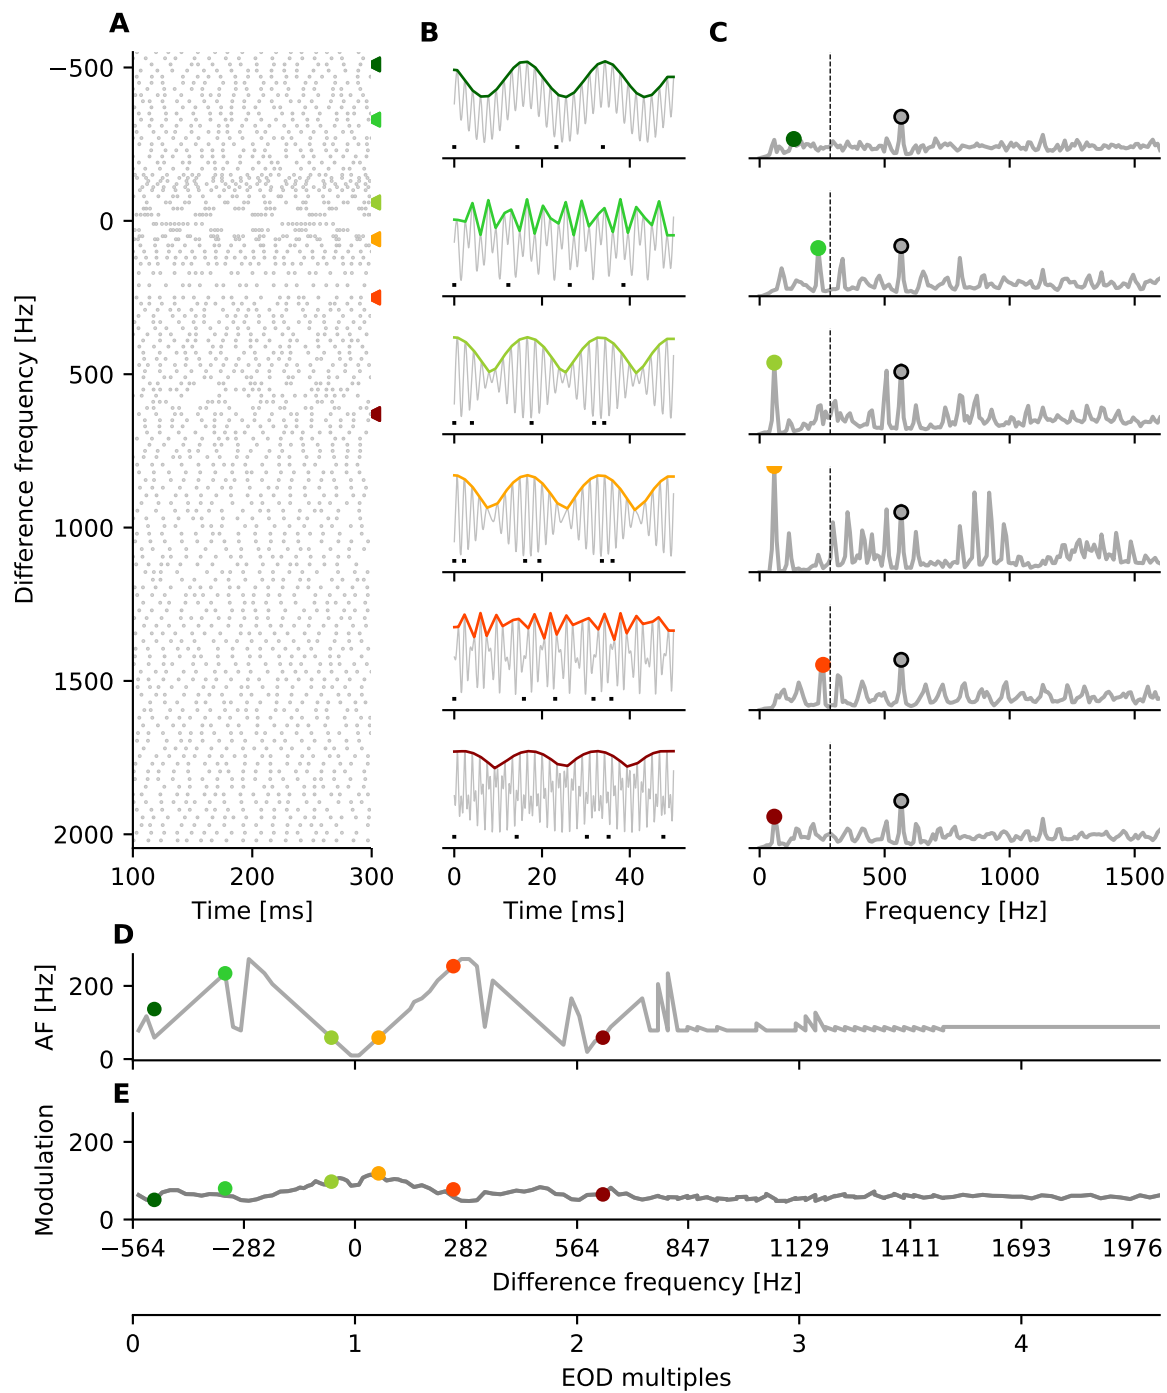 A
B
C
−500
0
500
1000
1500
2000
Difference frequency [Hz]
100
200
300
0
20
40
0
500
1000
1500
Time [ms]
Time [ms]
Frequency [Hz]
D
200
0
AF [Hz]
E
200
0
Modulation
−564
−282
0
282
564
847
1129
1411
1693
1976
Difference frequency [Hz]
0
1
2
3
4
EOD multiples